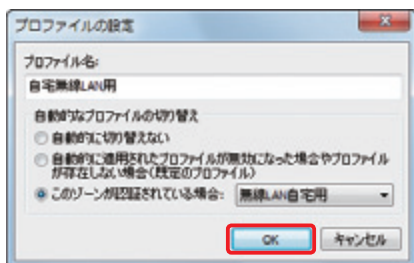 プロファイルの設定
プロファイル名:
自宅無線LAN用
自動的なプロファイルの切り替え
自動的に切り替えない
自動的に適用されたプロファイルが無効になった場合やプロファイル
が存在しない場合(既定のプロファイル)
このゾーンが認証されている場合: 無線LAN自宅用
OK キャンセル